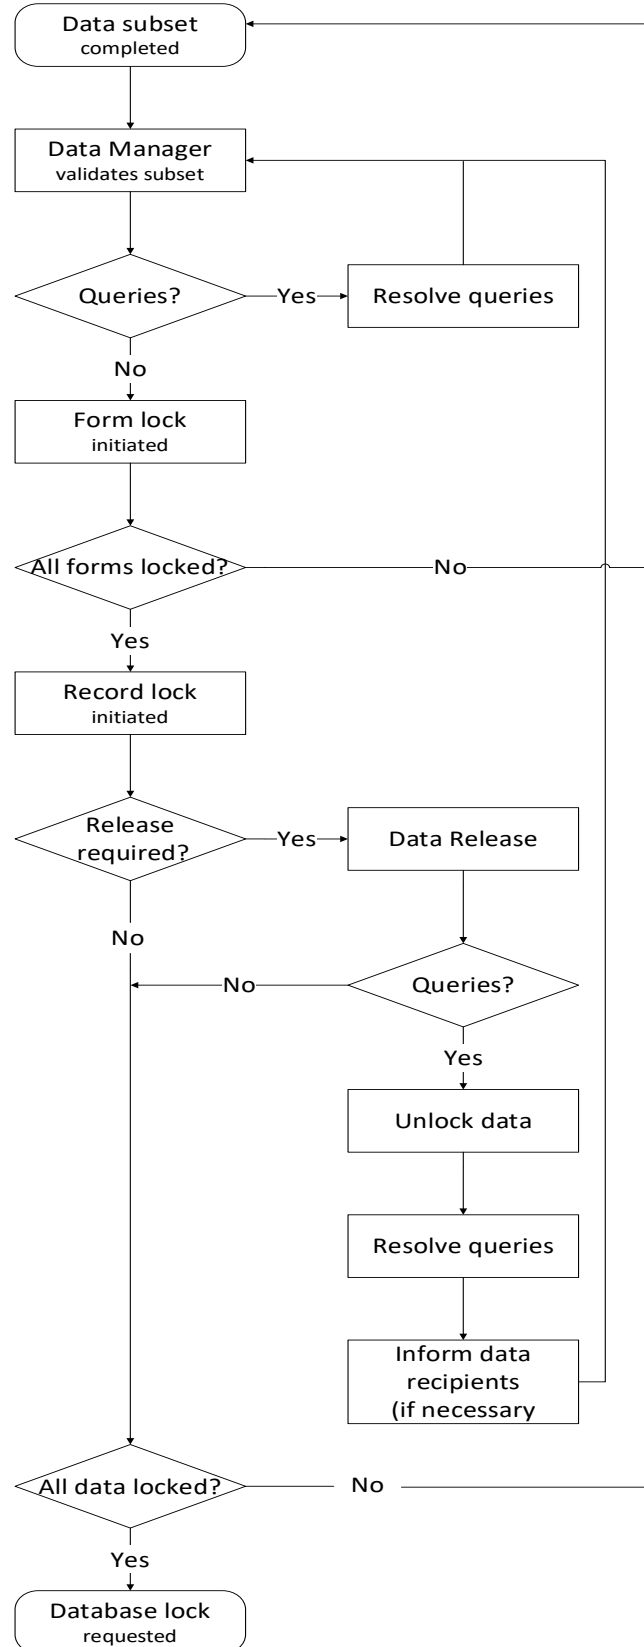 Data subset
completed
Data Manager
validates subset
Queries?
Yes
Resolve queries
No
Form lock
initiated
All forms locked?
No
Yes
Record lock
initiated
Release
required?
Yes
Data Release
No
No
Queries?
Yes
Unlock data
Resolve queries
Inform data
recipients
(if necessary
All data locked?
No
Yes
Database lock
requested